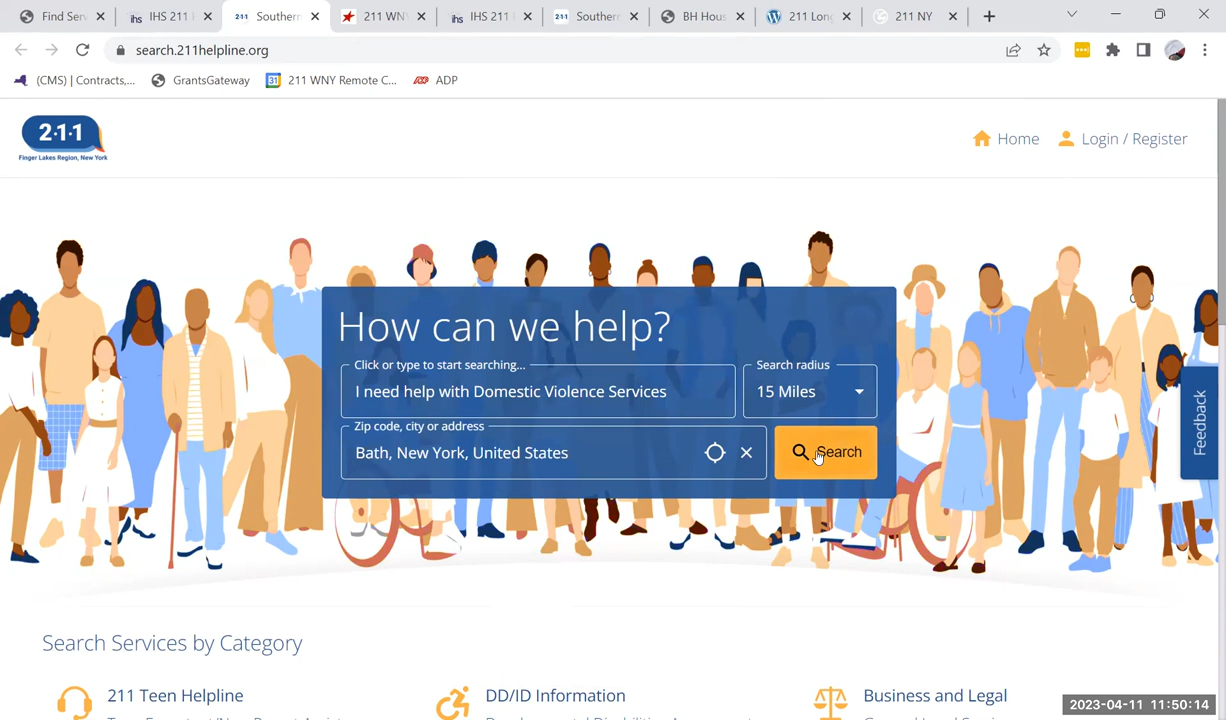 Find Ser
IHS 211
Southern
211 WNY
IHS 211
Southern
BH Hous
211 Long
211 NY
search.211helpline.org
(CMS) | Contracts,...
GrantsGateway
31
211 WNY Remote C...
ADP
2·1·1
Finger Lakes Region, New York
Home
Login / Register
How can we help?
Click or type to start searching...
I need help with Domestic Violence Services
Search radius
15 Miles
Zip code, city or address
Bath, New York, United States
Search
Feedback
Search Services by Category
211 Teen Helpline
DD/ID Information
Business and Legal
2023-04-11 11:50:14